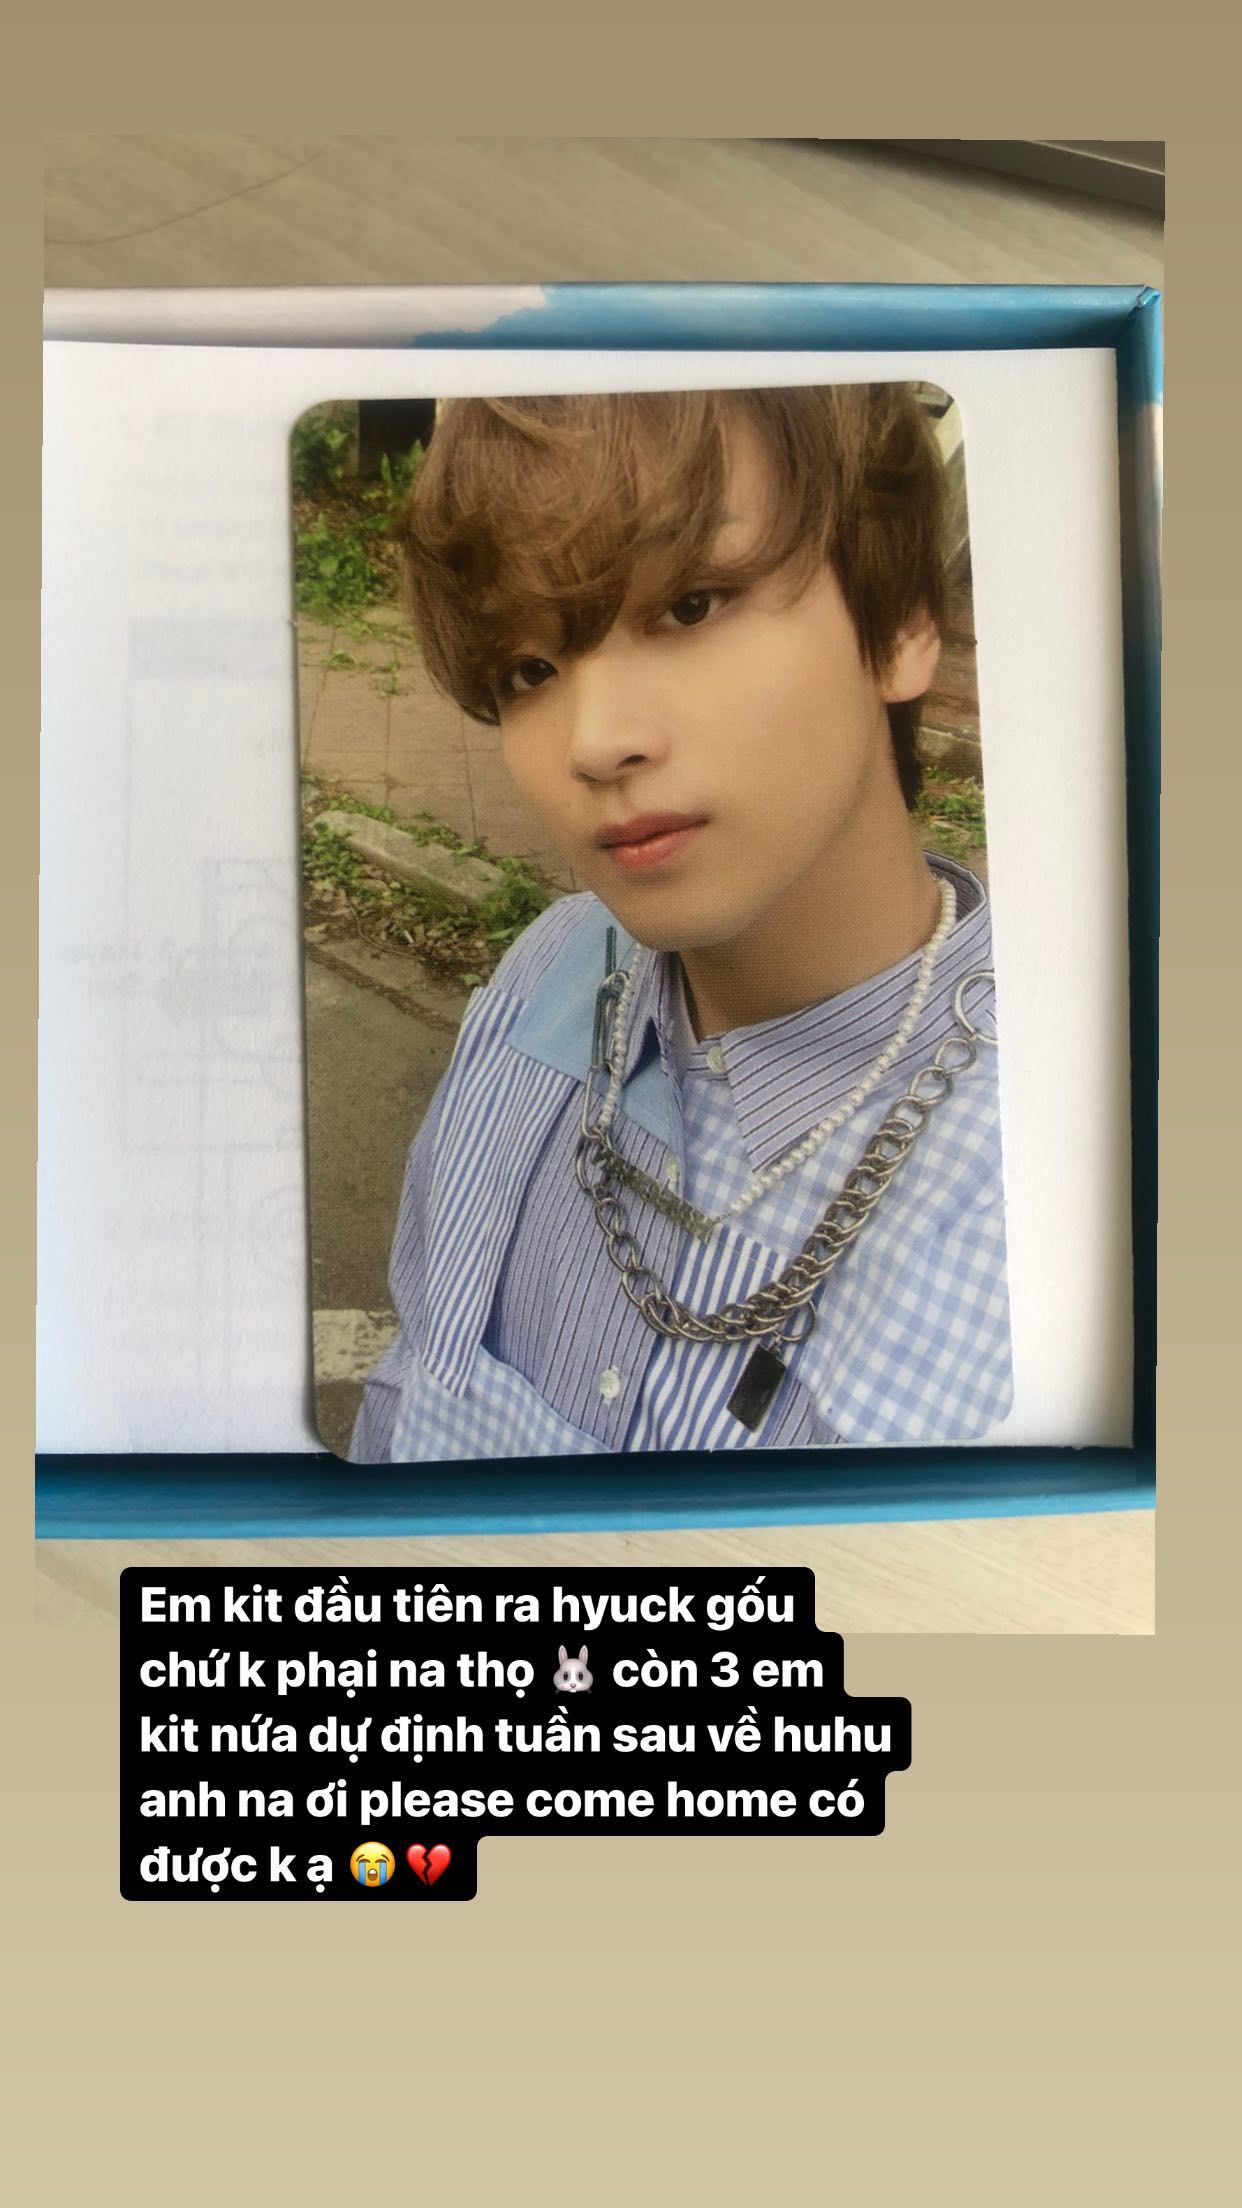 Em kit đầu tiên ra hyuck gốu
chứ k phại na thọ 🐰 còn 3 em
kit nứa dự định tuần sau về huhu
anh na ơi please come home có
được k ạ 😭💔